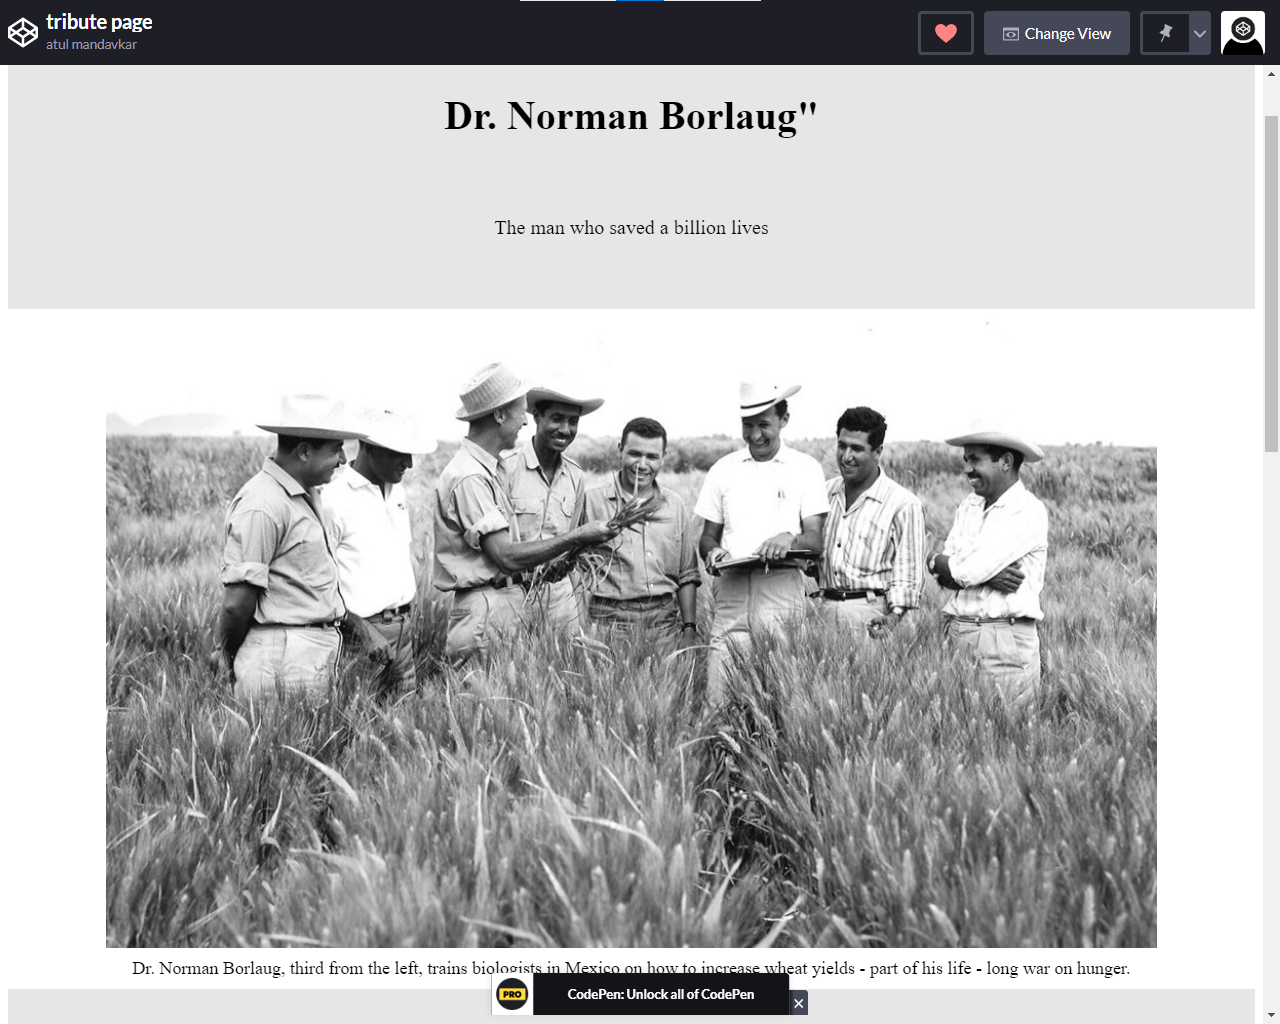 tribute page
atul mandavkar
Change View
Dr. Norman Borlaug"
The man who saved a billion lives
Dr. Norman Borlaug, third from the left, trains biologists in Mexico on how to increase wheat yields - part of his life - long war on hunger.
PRO
CodePen: Unlock all of CodePen